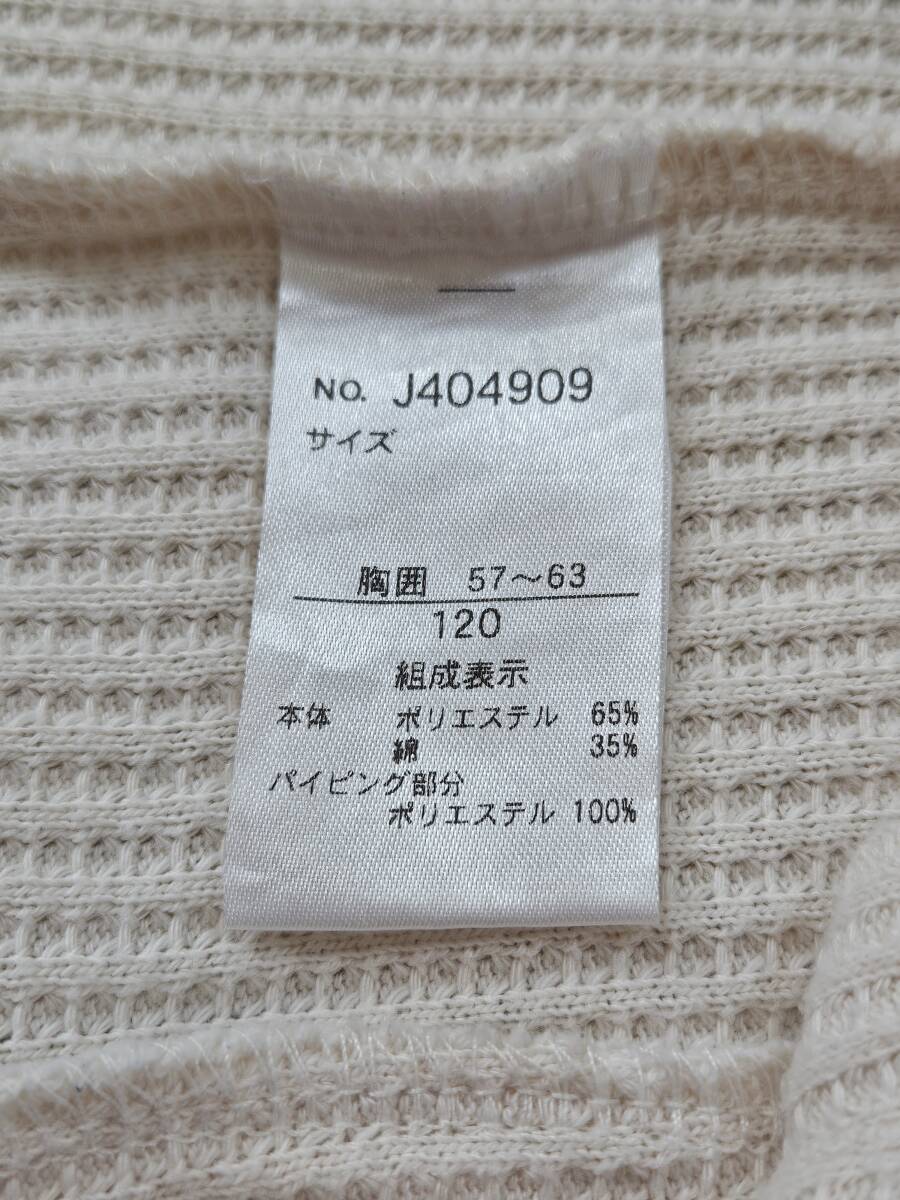 No. J404909
サイズ
胸囲 57～63
120
組成表示
本体 ポリエステル 65%
綿 35%
パイピング部分
ポリエステル 100%